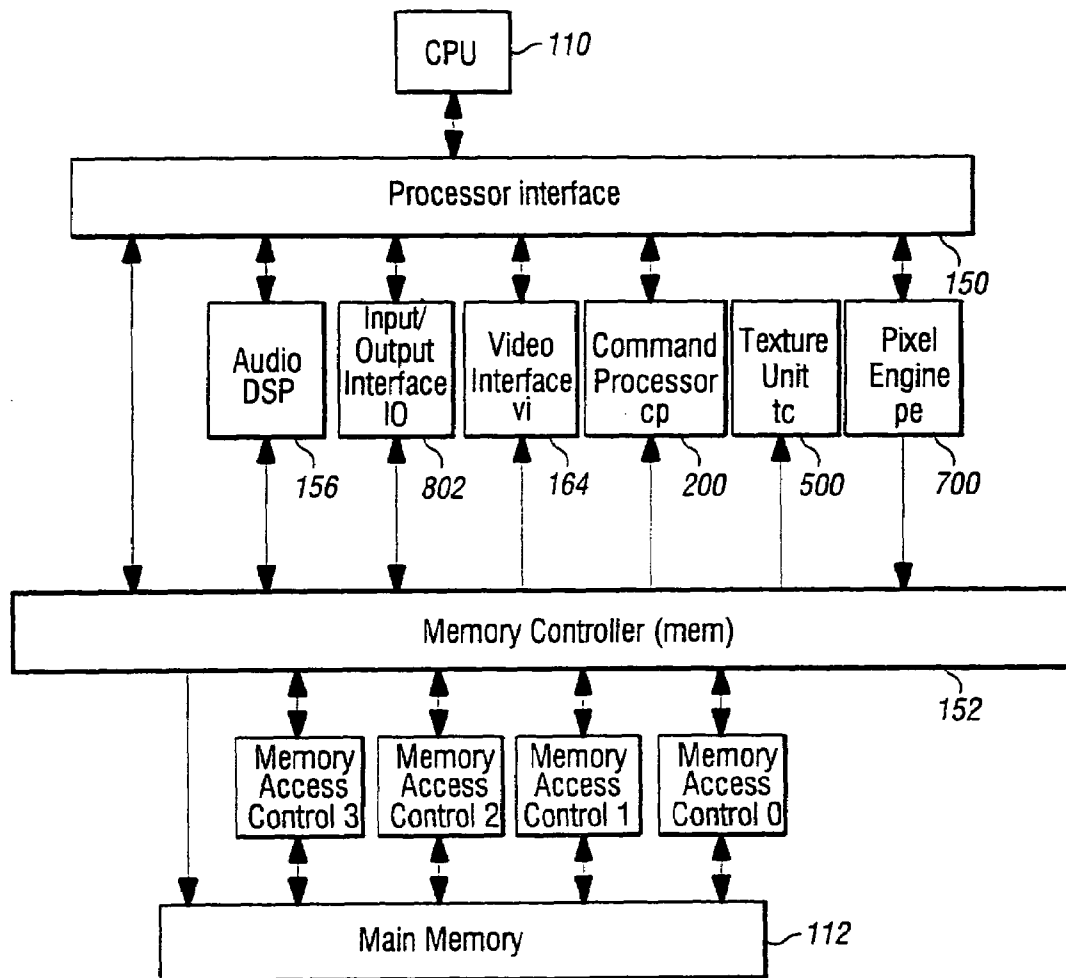 CPU
110
Processor interface
150
Audio
DSP
156
Input/
Output
Interface
IO
802
Video
Interface
vi
164
Command
Processor
cp
200
Texture
Unit
tc
500
Pixel
Engine
pe
700
Memory Controller (mem)
152
Memory
Access
Control 3
Memory
Access
Control 2
Memory
Access
Control 1
Memory
Access
Control 0
Main Memory
112